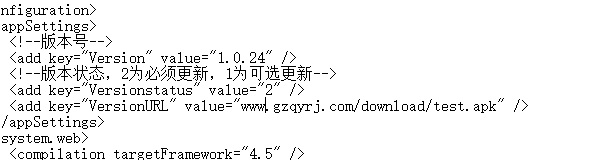 nfiguration>
appSettings>
<!--版本号-->
<add key="Version" value="1.0.24" />
<!--版本状态，2为必须更新，1为可选更新-->
<add key="Versionstatus" value="2" />
<add key="VersionURL" value="www.gzqyrj.com/download/test.apk" />
/appSettings>
system.web>
<compilation targetFramework="4.5" />